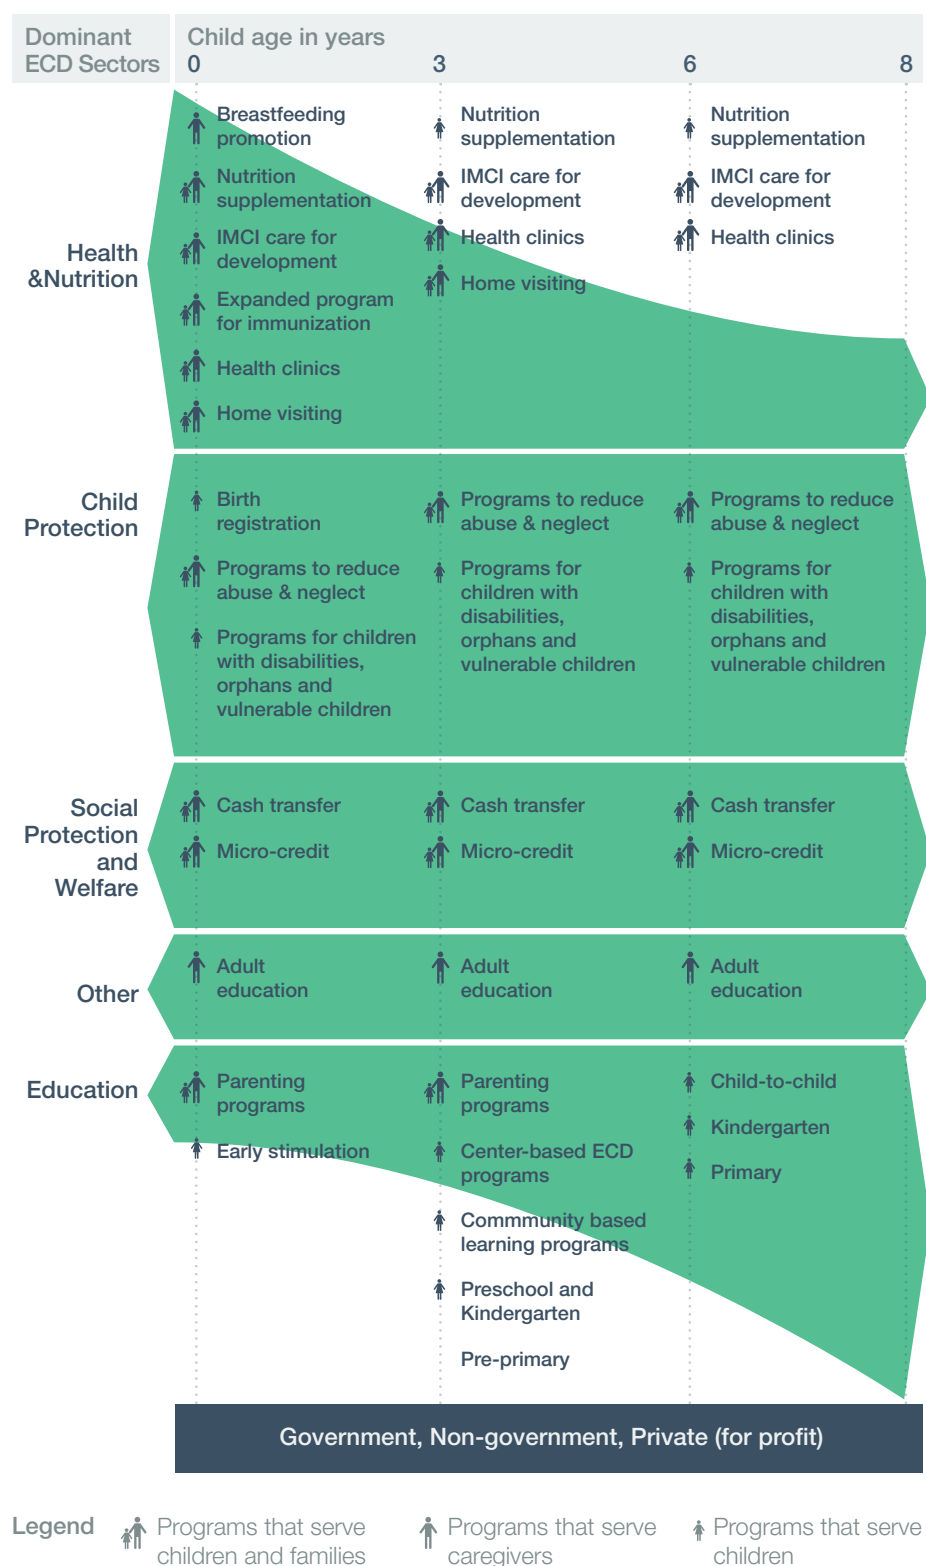 Dominant
ECD Sectors
Child age in years
0
3
6
8
Health
&Nutrition
Breastfeeding
promotion
Nutrition
supplementation
IMCI care for
development
Expanded program
for immunization
Health clinics
Home visiting
Nutrition
supplementation
IMCI care for
development
Health clinics
Home visiting
Nutrition
supplementation
IMCI care for
development
Health clinics
Child
Protection
Birth
registration
Programs to reduce
abuse & neglect
Programs for children
with disabilities,
orphans and
vulnerable children
Programs to reduce
abuse & neglect
Programs for
children with
disabilities,
orphans and
vulnerable children
Programs to reduce
abuse & neglect
Programs for
children with
disabilities,
orphans and
vulnerable children
Social
Protection
and
Welfare
Cash transfer
Micro-credit
Cash transfer
Micro-credit
Cash transfer
Micro-credit
Other
Adult
education
Adult
education
Adult
education
Education
Parenting
programs
Early stimulation
Parenting
programs
Center-based ECD
programs
Commmunity based
learning programs
Preschool and
Kindergarten
Pre-primary
Child-to-child
Kindergarten
Primary
Government, Non-government, Private (for profit)
Legend
Programs that serve
children and families
Programs that serve
caregivers
Programs that serve
children